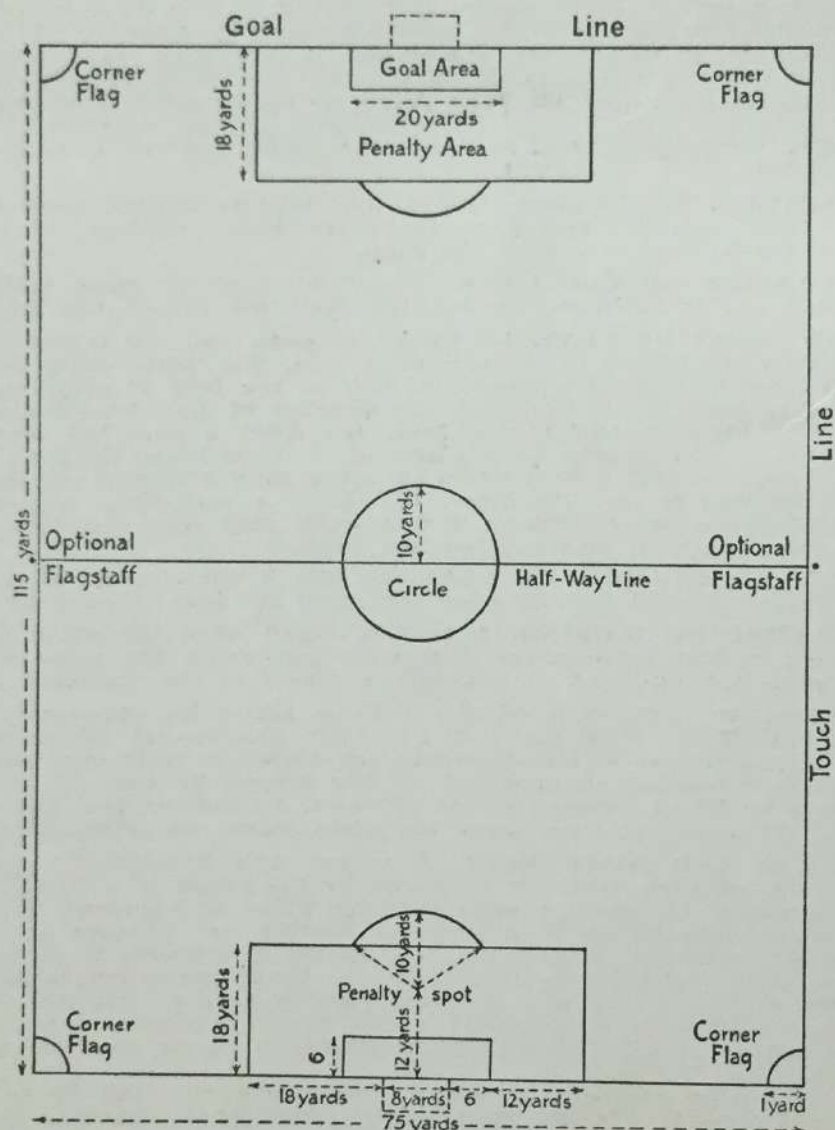 Goal Line
Corner
Flag
Goal Area
Corner
Flag
18 yards
20 yards
Penalty Area
Line
10 yards
115 yards
Optional
Flagstaff
Circle
Half-Way Line
Optional
Flagstaff
Touch
10 yards
18 yards
Penalty spot
Corner
Flag
6
12 yards
Corner
Flag
18 yards
8 yards
6
12 yards
1 yard
75 yards